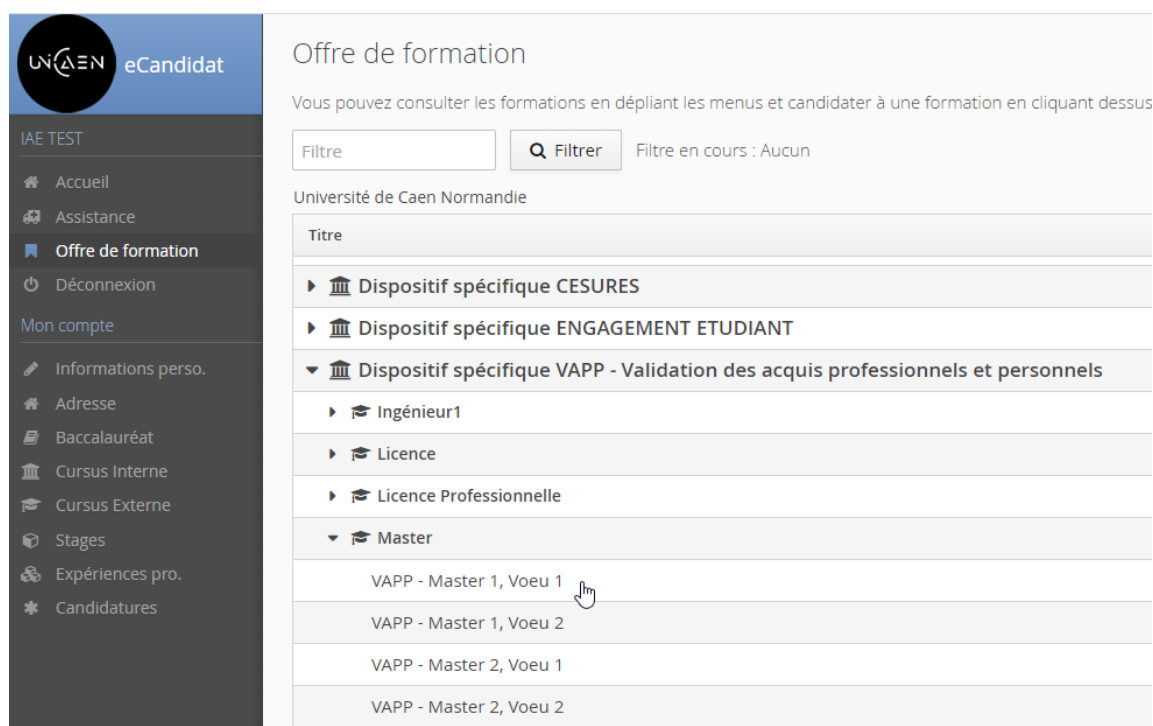 UNICAEN eCandidat
IAE TEST
Accueil
Assistance
Offre de formation
Déconnexion
Mon compte
Informations perso.
Adresse
Baccalauréat
Cursus Interne
Cursus Externe
Stages
Expériences pro.
Candidatures
Offre de formation
Vous pouvez consulter les formations en dépliant les menus et candidater à une formation en cliquant dessus
Filtre Filtrer Filtre en cours : Aucun
Université de Caen Normandie
Titre
Dispositif spécifique CESURES
Dispositif spécifique ENGAGEMENT ETUDIANT
Dispositif spécifique VAPP - Validation des acquis professionnels et personnels
Ingénieur1
Licence
Licence Professionnelle
Master
VAPP - Master 1, Voeu 1
VAPP - Master 1, Voeu 2
VAPP - Master 2, Voeu 1
VAPP - Master 2, Voeu 2